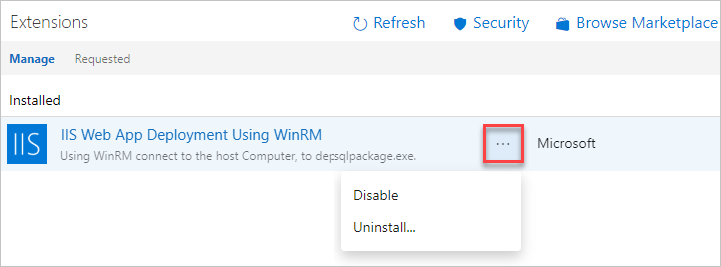 Extensions
Refresh
Security
Browse Marketplace
Manage
Requested
Installed
IIS
IIS Web App Deployment Using WinRM
Using WinRM connect to the host Computer, to depsqlpackage.exe.
...
Microsoft
Disable
Uninstall...